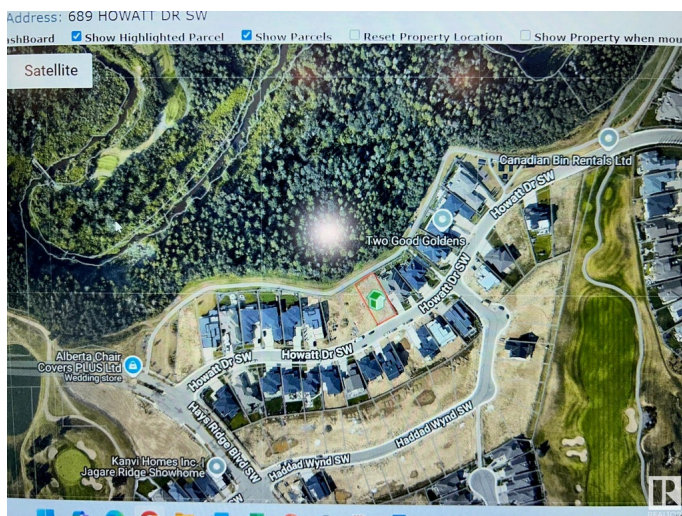 Address: 689 HOWATT DR SW
ashBoard Show Highlighted Parcel Show Parcels Reset Property Location Show Property when mou
Satellite
Canadian Bin Rentals Ltd
Howatt Dr SW
Two Good Goldens
Howatt Dr SW
Alberta Chair
Covers PLUS Ltd
Wedding store
Howatt Dr SW
Howatt Dr SW
Haddad Wynd SW
Hays Ridge Blvd SW
Kanvi Homes Inc. |
Jagare Ridge Showhome
Haddad Wynd SW
SW
R